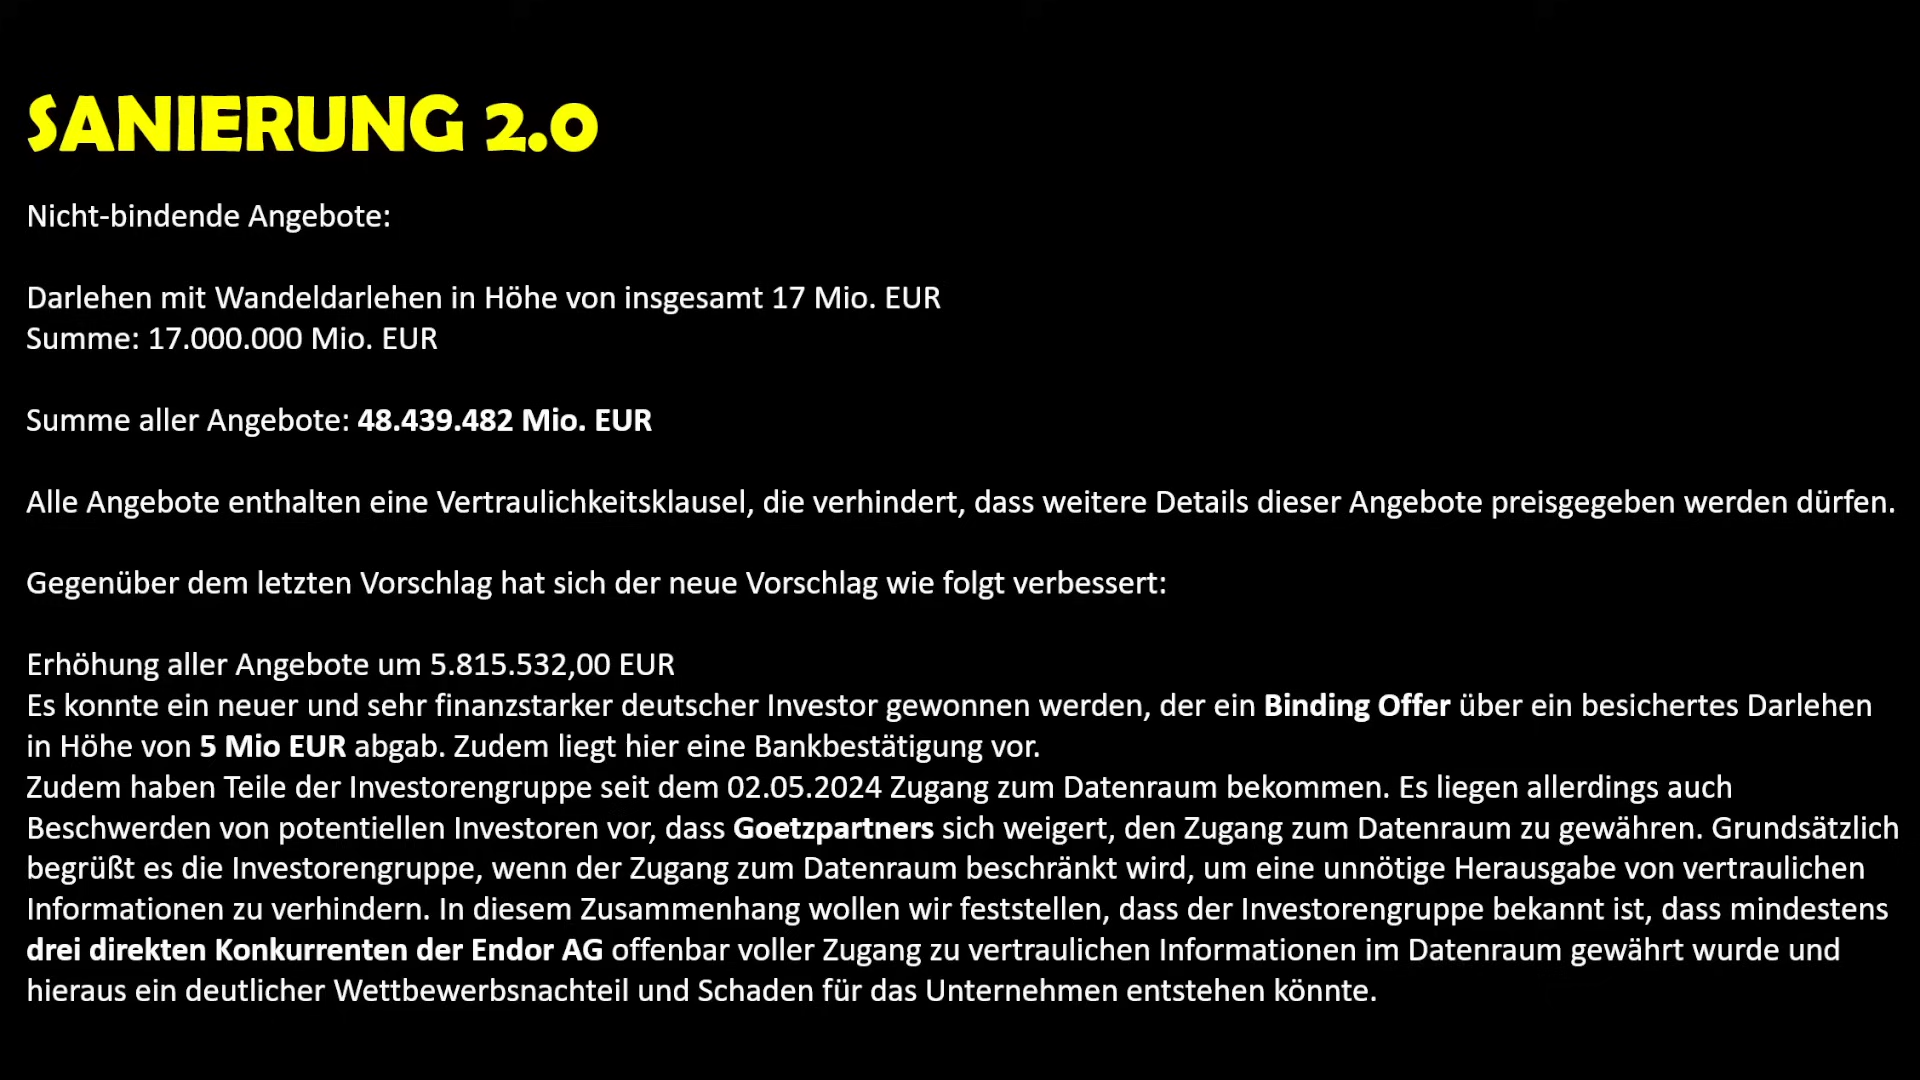 SANIERUNG 2.0
Nicht-bindende Angebote:
Darlehen mit Wandeldarlehen in Höhe von insgesamt 17 Mio. EUR
Summe: 17.000.000 Mio. EUR
Summe aller Angebote: 48.439.482 Mio. EUR
Alle Angebote enthalten eine Vertraulichkeitsklausel, die verhindert, dass weitere Details dieser Angebote preisgegeben werden dürfen.
Gegenüber dem letzten Vorschlag hat sich der neue Vorschlag wie folgt verbessert:
Erhöhung aller Angebote um 5.815.532,00 EUR
Es konnte ein neuer und sehr finanzstarker deutscher Investor gewonnen werden, der ein Binding Offer über ein besichertes Darlehen
in Höhe von 5 Mio EUR abgab. Zudem liegt hier eine Bankbestätigung vor.
Zudem haben Teile der Investorengruppe seit dem 02.05.2024 Zugang zum Datenraum bekommen. Es liegen allerdings auch
Beschwerden von potentiellen Investoren vor, dass Goetzpartners sich weigert, den Zugang zum Datenraum zu gewähren. Grundsätzlich
begrüßt es die Investorengruppe, wenn der Zugang zum Datenraum beschränkt wird, um eine unnötige Herausgabe von vertraulichen
Informationen zu verhindern. In diesem Zusammenhang wollen wir feststellen, dass der Investorengruppe bekannt ist, dass mindestens
drei direkten Konkurrenten der Endor AG offenbar voller Zugang zu vertraulichen Informationen im Datenraum gewährt wurde und
hieraus ein deutlicher Wettbewerbsnachteil und Schaden für das Unternehmen entstehen könnte.